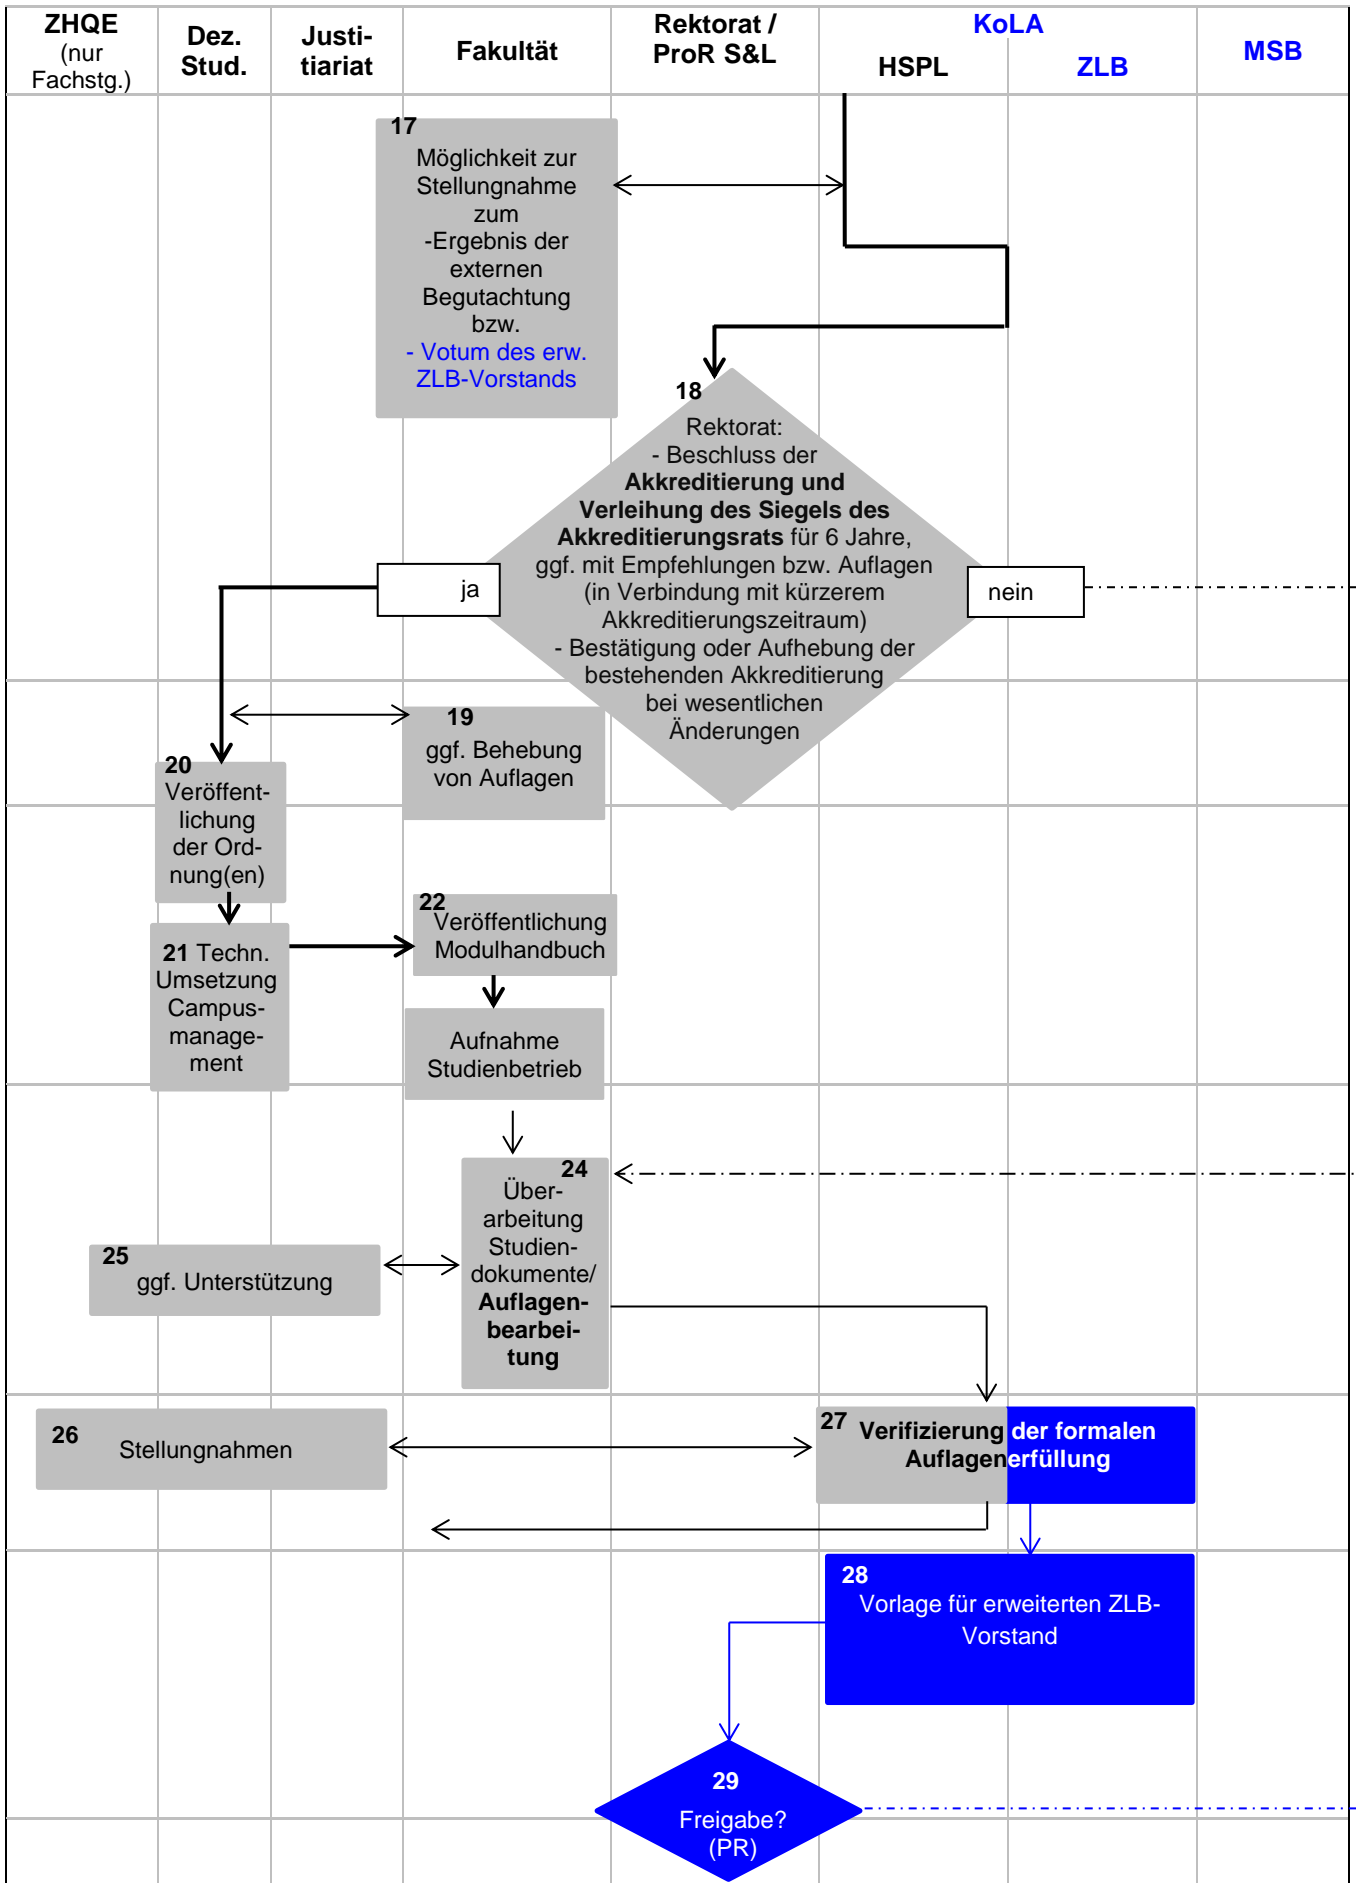 ZHQE
(nur
Fachstg.)
Dez.
Stud.
Justi-
tiariat
Fakultät
Rektorat /
ProR S&L
KoLA
HSPL
ZLB
MSB
17
Möglichkeit zur
Stellungnahme
zum
-Ergebnis der
externen
Begutachtung
bzw.
- Votum des erw.
ZLB-Vorstands
18
Rektorat:
- Beschluss der
Akkreditierung und
Verleihung des Siegels des
Akkreditierungsrats für 6 Jahre,
ggf. mit Empfehlungen bzw. Auflagen
(in Verbindung mit kürzerem
Akkreditierungszeitraum)
- Bestätigung oder Aufhebung der
bestehenden Akkreditierung
bei wesentlichen
Änderungen
ja
nein
19
ggf. Behebung
von Auflagen
20
Veröffent-
lichung
der Ord-
nung(en)
21 Techn.
Umsetzung
Campus-
manage-
ment
22
Veröffentlichung
Modulhandbuch
Aufnahme
Studienbetrieb
24
Über-
arbeitung
Studien-
dokumente/
Auflagen-
bearbei-
tung
25
ggf. Unterstützung
26
Stellungnahmen
27
Verifizierung der formalen
Auflagenerfüllung
28
Vorlage für erweiterten ZLB-
Vorstand
29
Freigabe?
(PR)